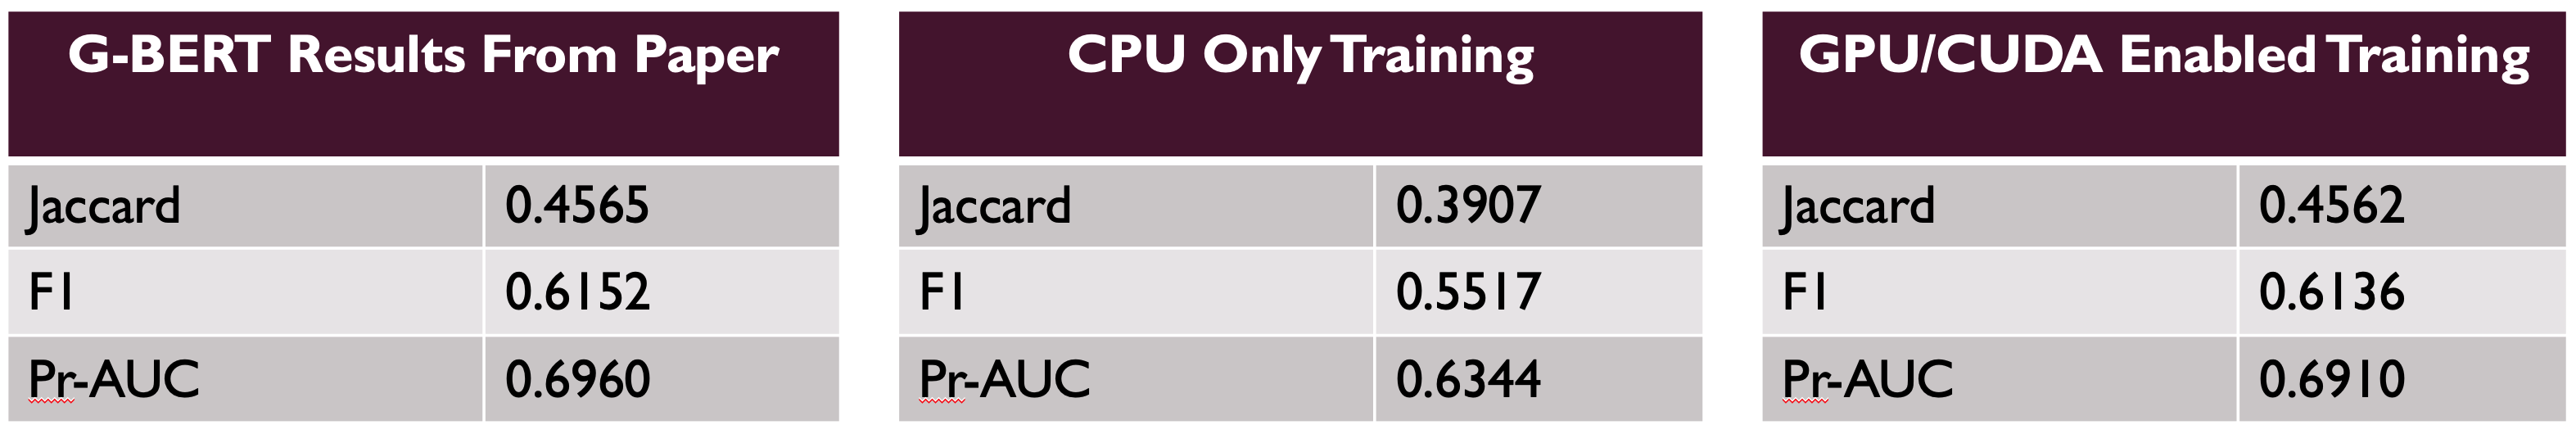 G-BERT Results From Paper
Jaccard 0.4565
F1 0.6152
Pr-AUC 0.6960
CPU Only Training
Jaccard 0.3907
F1 0.5517
Pr-AUC 0.6344
GPU/CUDA Enabled Training
Jaccard 0.4562
F1 0.6136
Pr-AUC 0.6910